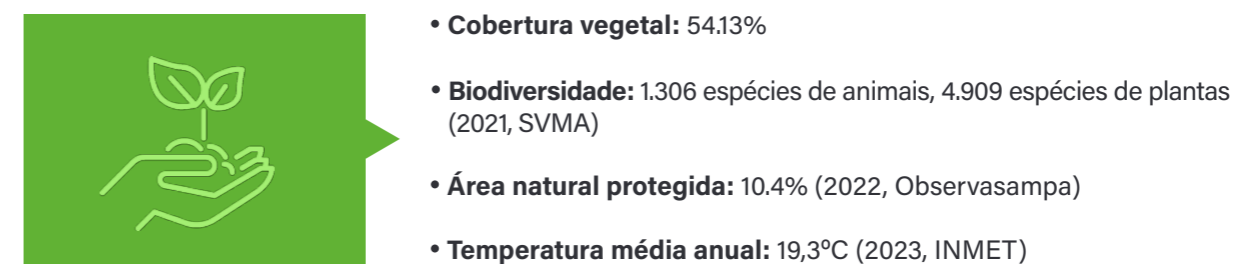 • Cobertura vegetal: 54.13%
• Biodiversidade: 1.306 espécies de animais, 4.909 espécies de plantas
(2021, SVMA)
• Área natural protegida: 10.4% (2022, Observasampa)
• Temperatura média anual: 19,3ºC (2023, INMET)